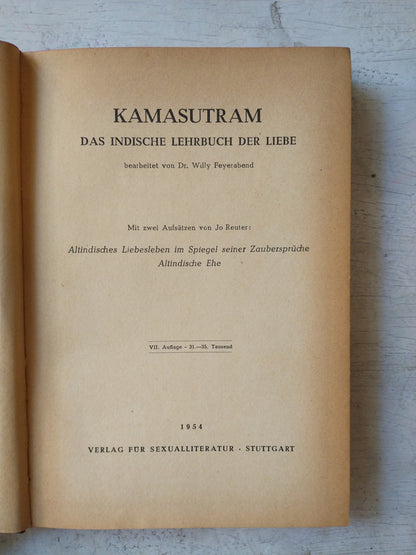 KAMASUTRAM
DAS INDISCHE LEHRBUCH DER LIEBE
bearbeitet von Dr. Willy Feyerabend
Mit zwei Aufsätzen von Jo Reuter:
Altindisches Liebesleben im Spiegel seiner Zaubersprüche
Altindische Ehe
VII. Auflage - 31.—35. Tausend
1954
VERLAG FÜR SEXUALLITERATUR · STUTTGART